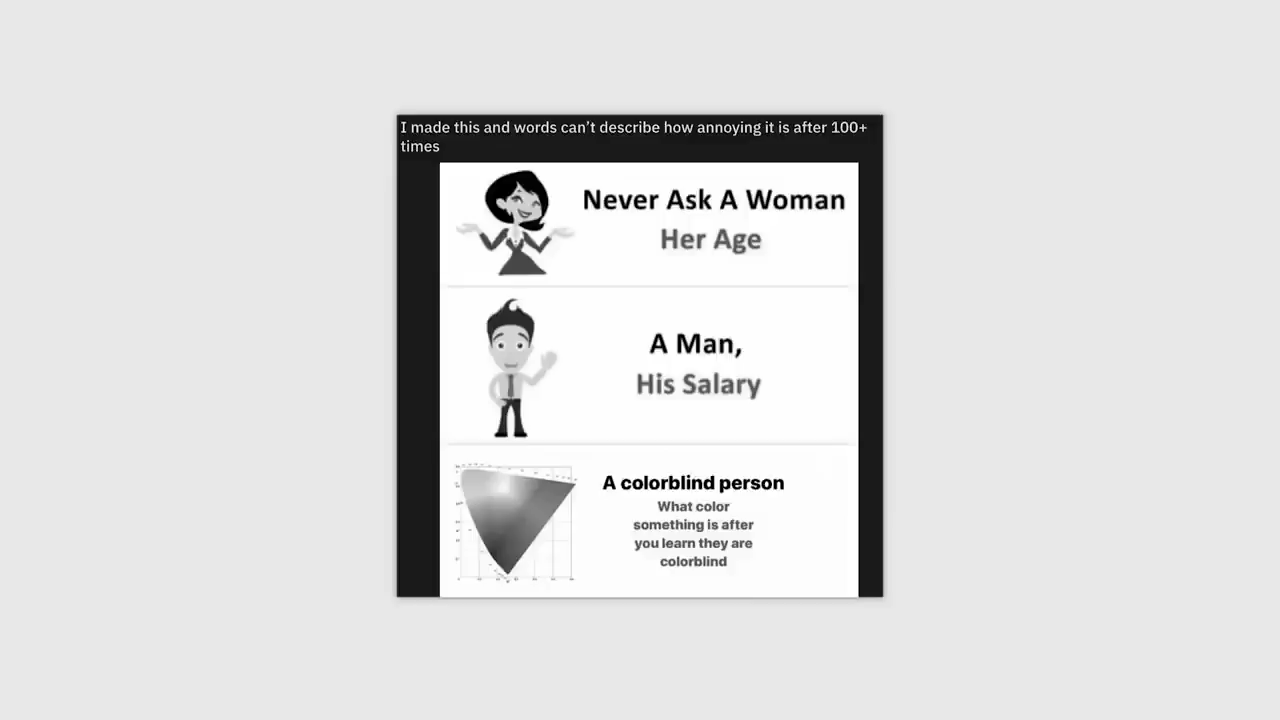 I made this and words can’t describe how annoying it is after 100+
times
Never Ask A Woman
Her Age
A Man,
His Salary
A colorblind person
What color
something is after
you learn they are
colorblind